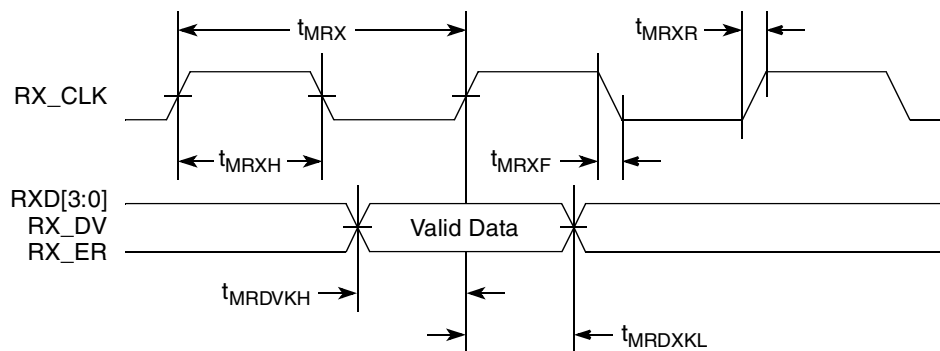 tMRX
tMRXR
RX_CLK
tMRXH
tMRXF
RXD[3:0]
RX_DV
Valid Data
RX_ER
tMRDVKH
tMRDXKL